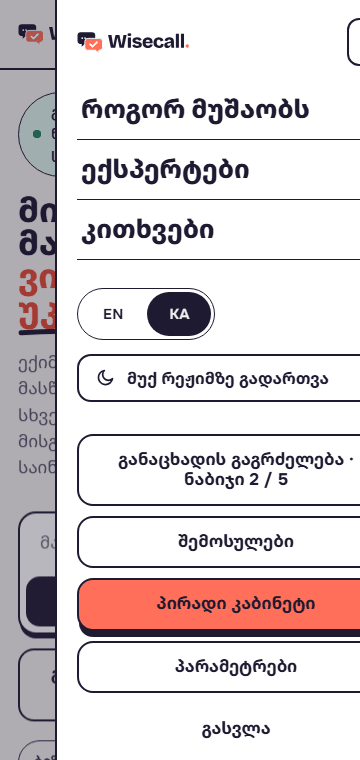 Wisecall.
როგორ მუშაობს
ექსპერტები
კითხვები
EN KA
მუქ რეჟიმზე გადართვა
განაცხადის გაგრძელება ·
ნაბიჯი 2 / 5
შემოსულები
პირადი კაბინეტი
პარამეტრები
გასვლა